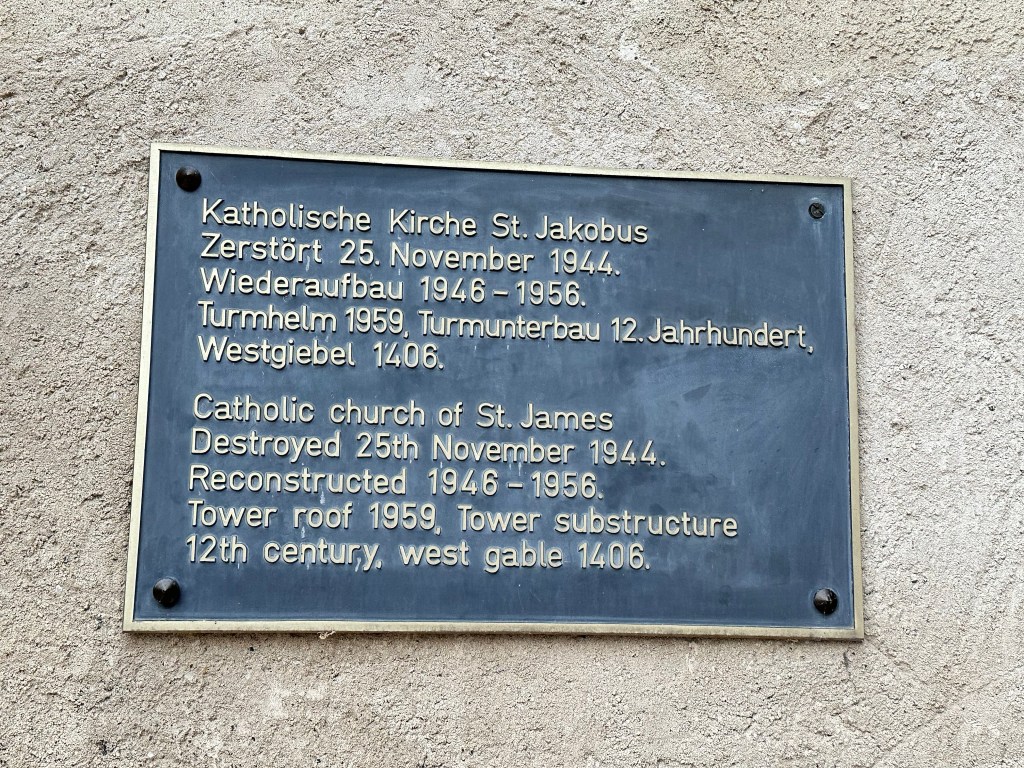 Katholische Kirche St. Jakobus
Zerstört 25. November 1944.
Wiederaufbau 1946 – 1956.
Turmhelm 1959, Turmunterbau 12. Jahrhundert,
Westgiebel 1406.
Catholic church of St. James
Destroyed 25th November 1944.
Reconstructed 1946 – 1956.
Tower roof 1959, Tower substructure
12th century, west gable 1406.